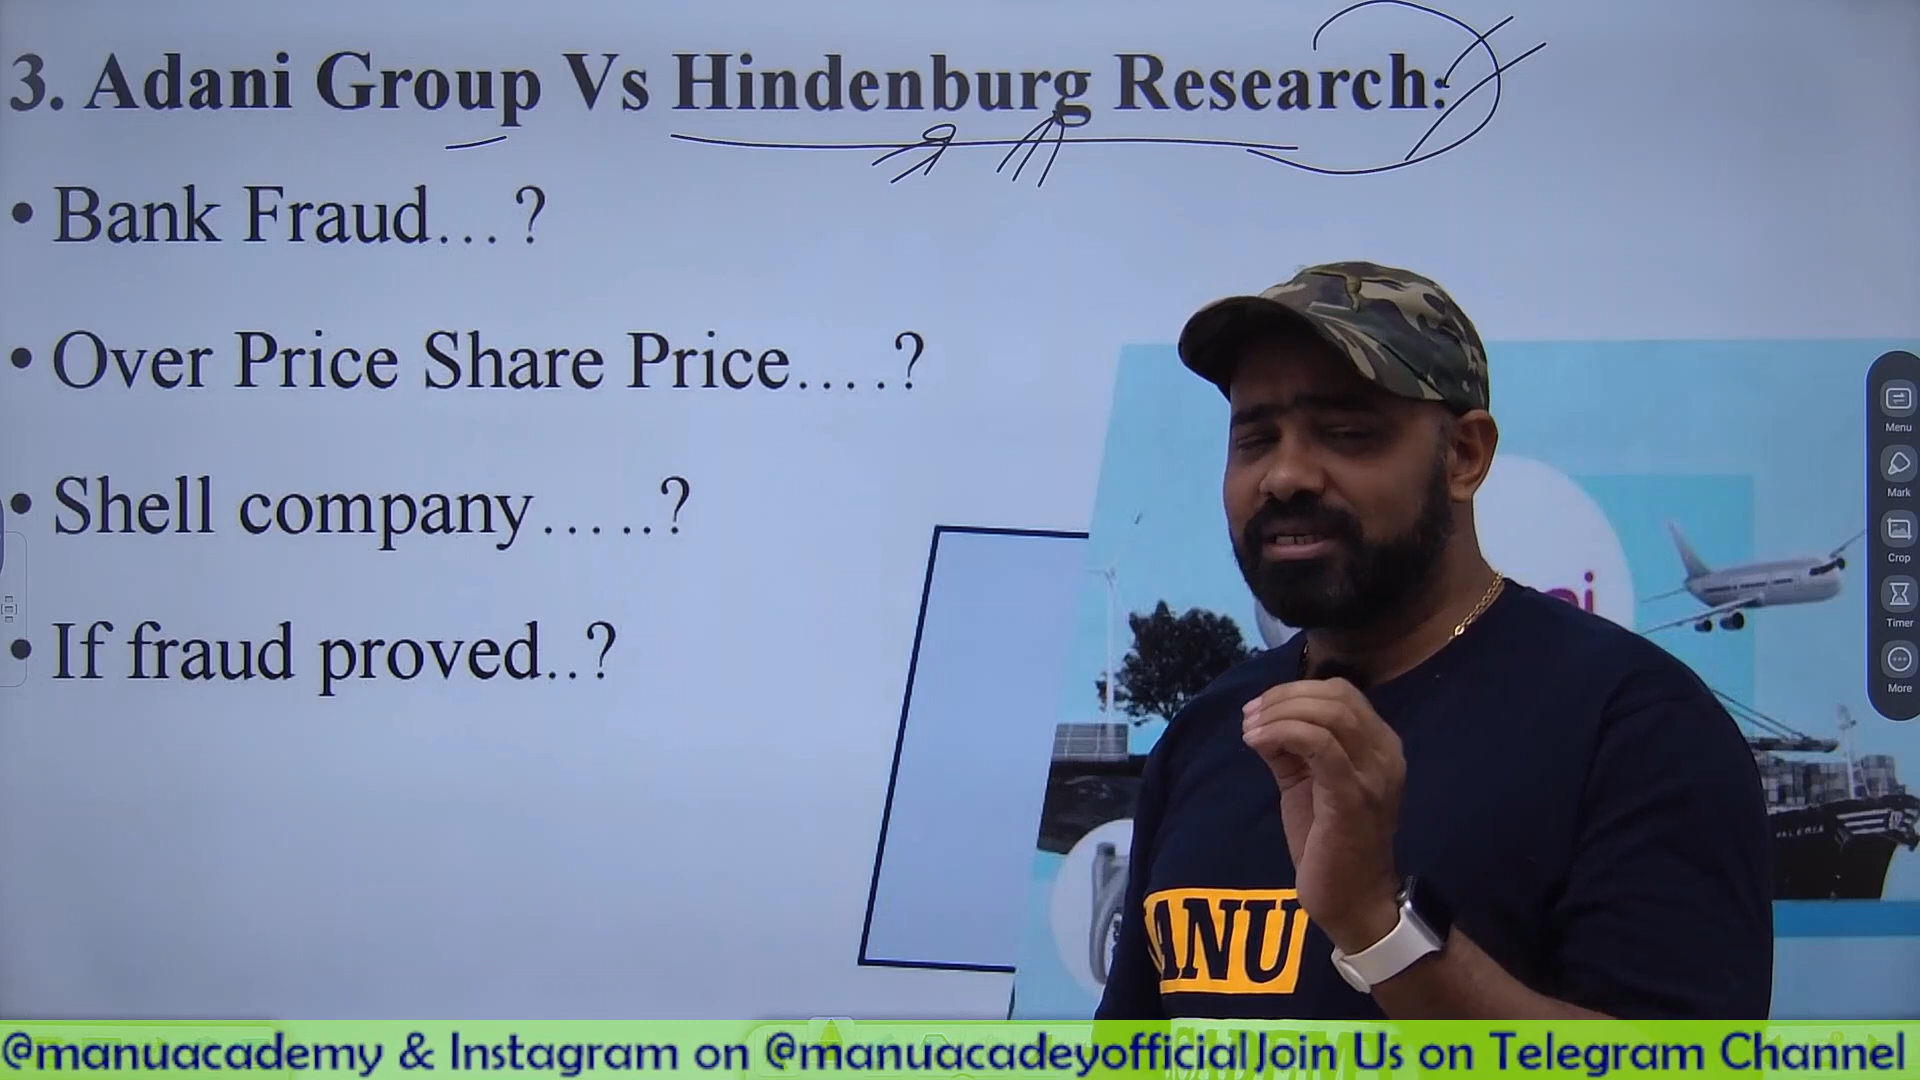 3. Adani Group Vs Hindenburg Research:
• Bank Fraud...?
• Over Price Share Price....?
• Shell company.....?
• If fraud proved..?
Menu
Mark
Crop
Timer
More
ANU
@manuacademy & Instagram on @manuacadeyofficial Join Us on Telegram Channel